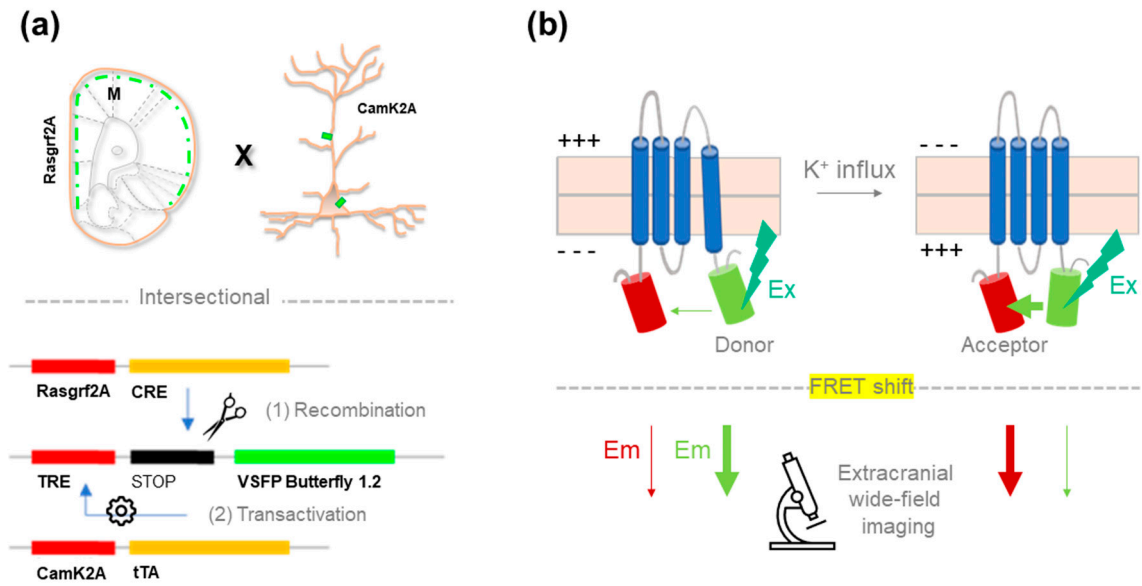 (a)
M
Rasgrf2A
X
CamK2A
Intersectional
Rasgrf2A CRE
(1) Recombination
TRE STOP VSFP Butterfly 1.2
(2) Transactivation
CamK2A tTA
(b)
+++
- - -
K+ influx
- - -
+++
Ex
Ex
Donor
Acceptor
FRET shift
Em Em
Extracranial
wide-field
imaging